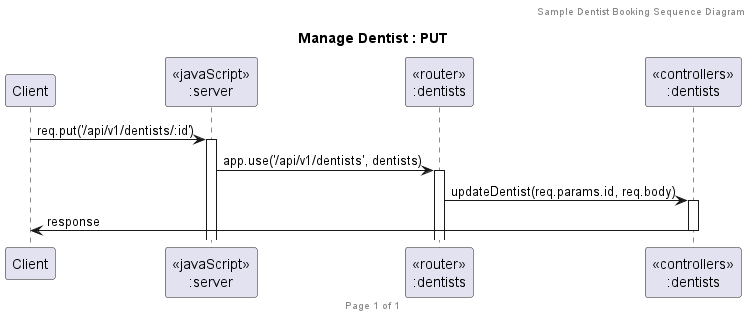 Sample Dentist Booking Sequence Diagram
Manage Dentist : PUT
Client
«javaScript»
:server
«router»
:dentists
«controllers»
:dentists
req.put('/api/v1/dentists/:id')
app.use('/api/v1/dentists', dentists)
updateDentist(req.params.id, req.body)
response
Client
«javaScript»
:server
«router»
:dentists
«controllers»
:dentists
Page 1 of 1